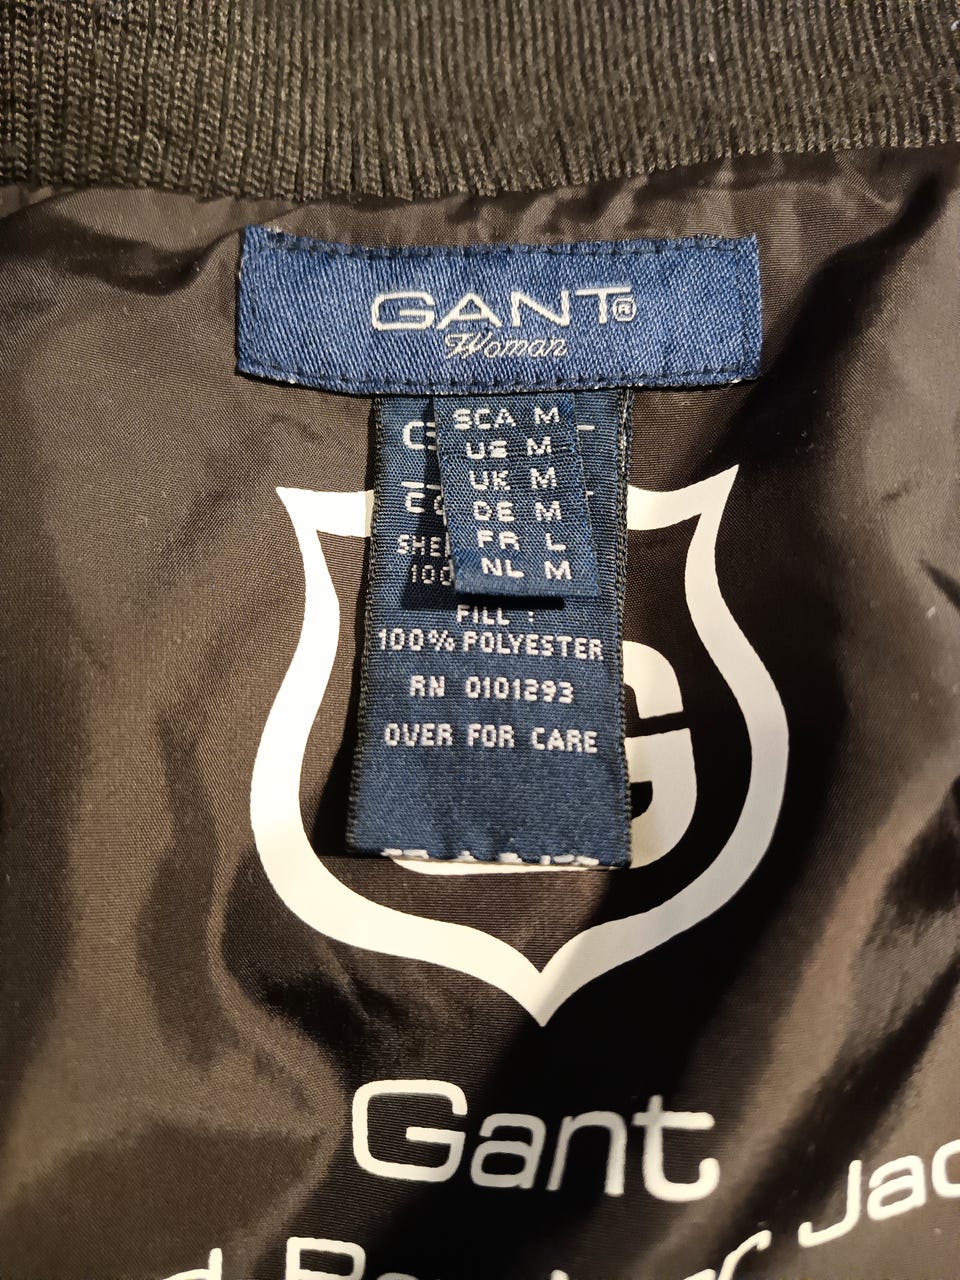 GANT®
Woman
SCA M
US M
UK M
DE M
FR L
NL M
FILL :
100% POLYESTER
RN 0101293
OVER FOR CARE
G
Gant